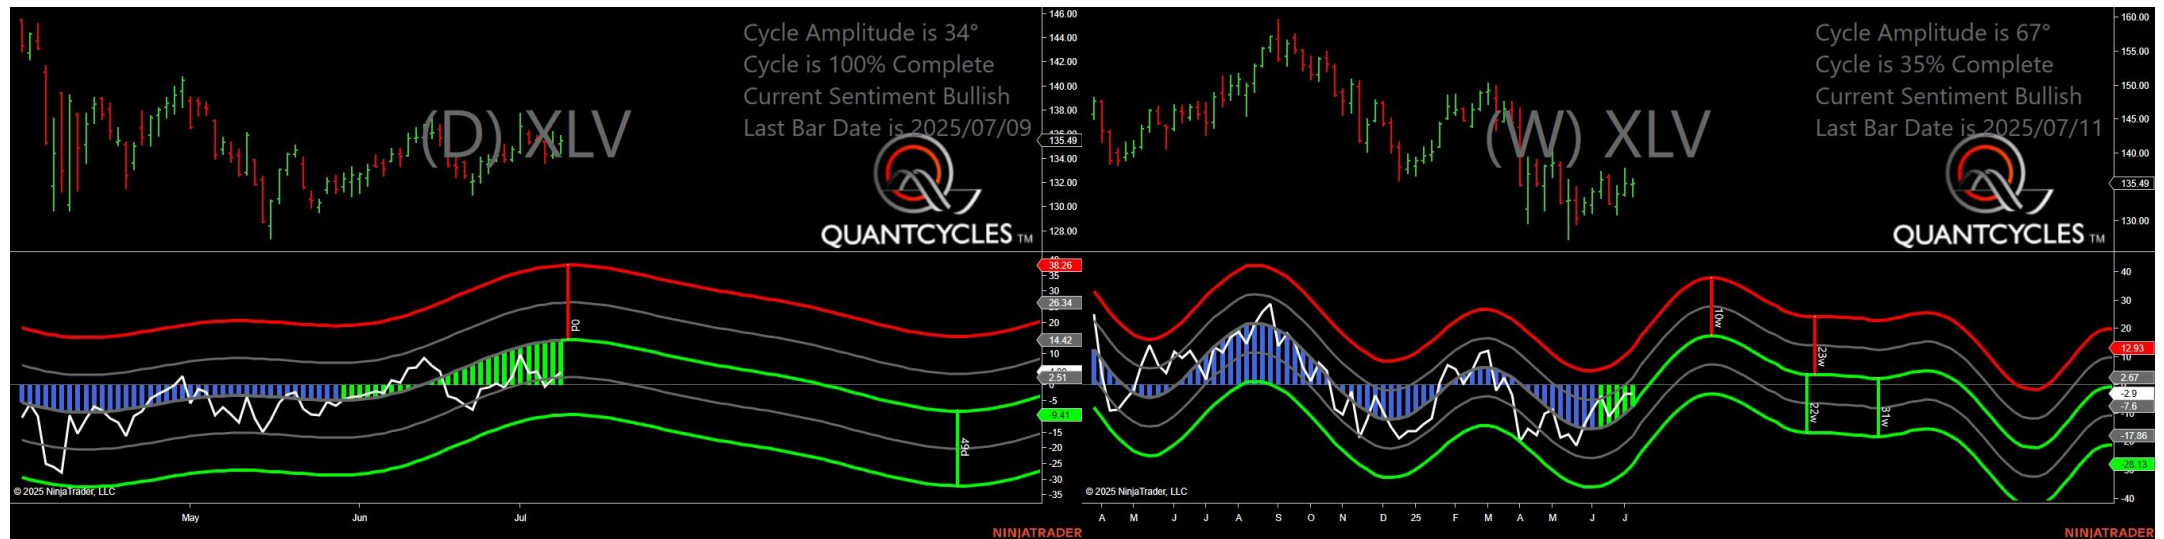 Cycle Amplitude is 34°
Cycle is 100% Complete
Current Sentiment Bullish
Last Bar Date is 2025/07/09
(D) XLV
QUANTCYCLES TM
146.00
144.00
142.00
140.00
138.00
136.00
135.49
134.00
132.00
130.00
128.00
38.26
35
30
26.34
20
14.42
10
2.51
0
-5
-9.41
-15
-20
-25
-30
-35
0d
49d
© 2025 NinjaTrader, LLC
May
Jun
Jul
NINJATRADER
Cycle Amplitude is 67°
Cycle is 35% Complete
Current Sentiment Bullish
Last Bar Date is 2025/07/11
(W) XLV
QUANTCYCLES TM
160.00
155.00
150.00
145.00
140.00
135.49
130.00
40
30
20
12.93
10
2.67
-2.9
-7.6
-10
-17.86
-28.13
-40
10w
23w
22w
31w
© 2025 NinjaTrader, LLC
A M J J A S O N D 25 F M A M J J
NINJATRADER